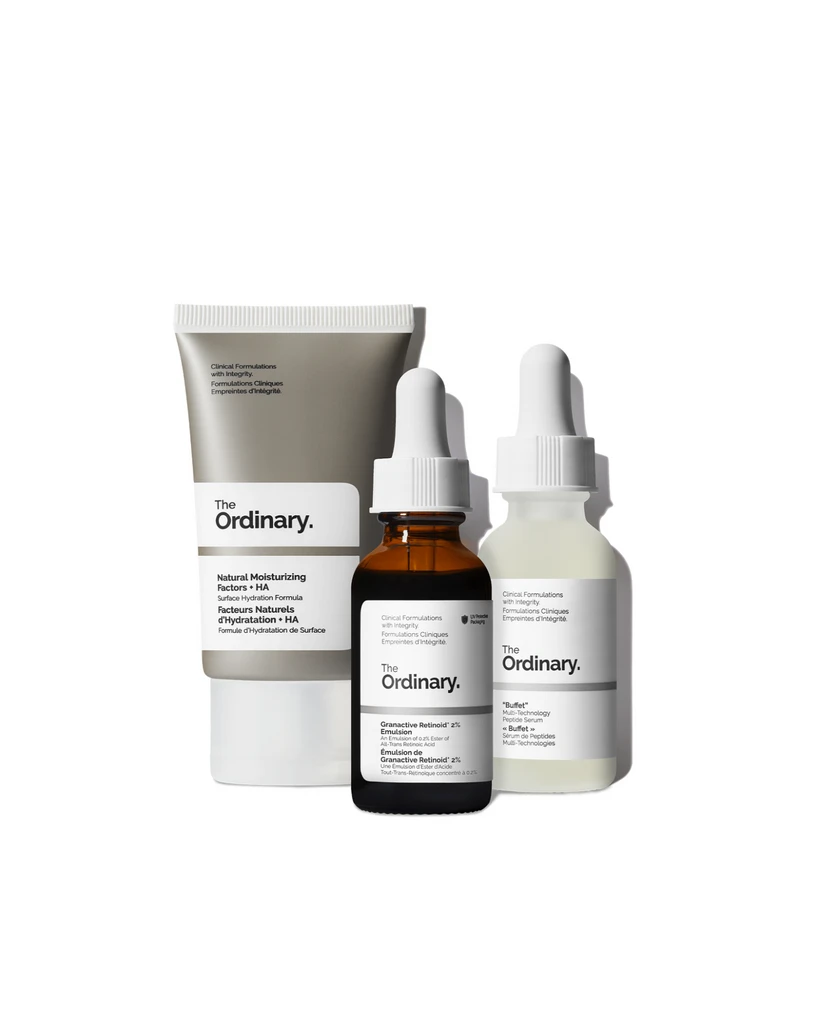 Clinical Formulations
with Integrity.
Formulations Cliniques
Empreintes d'Intégrité.
The
Ordinary.
Natural Moisturizing
Factors + HA
Surface Hydration Formula
Facteurs Naturels
d'Hydratation + HA
Formule d'Hydratation de Surface
Clinical Formulations
with Integrity.
Formulations Cliniques
Empreintes d'Intégrité.
UV Protective
Packaging
The
Ordinary.
Granactive Retinoid* 2%
Emulsion
An Emulsion of 0.2% Ester of
All-Trans Retinoic Acid
Émulsion de
Granactive Retinoid* 2%
Une Émulsion d'Ester d'Acide
Tout-Trans-Rétinoïque concentré à 0.2%
Clinical Formulations
with Integrity.
Formulations Cliniques
Empreintes d'Intégrité.
The
Ordinary.
"Buffet"
Multi-Technology
Peptide Serum
« Buffet »
Sérum de Peptides
Multi-Technologies